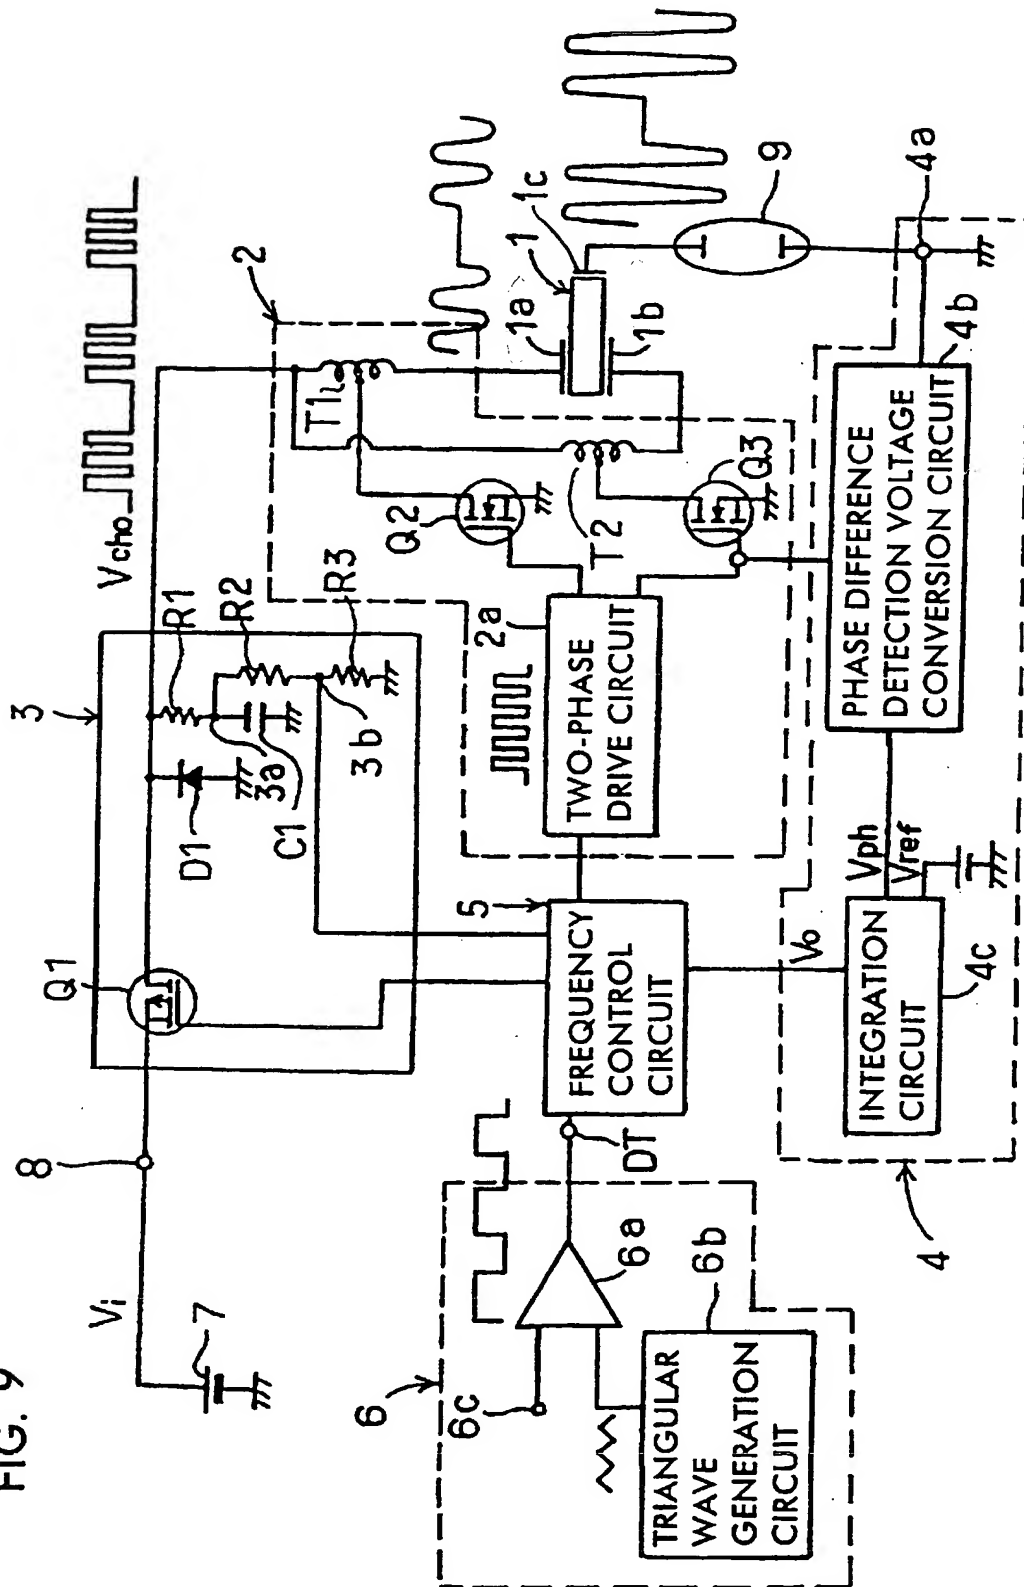 FIG. 9
Vi
7
8
Q1
3
D1
3a
C1
3b
R1
R2
R3
Vcho
2
T1
Q2
T2
Q3
1a
1
1c
1b
9
4a
6
6c
6a
6b
TRIANGULAR
WAVE
GENERATION
CIRCUIT
DT
5
FREQUENCY
CONTROL
CIRCUIT
2a
TWO-PHASE
DRIVE CIRCUIT
4
Vo
INTEGRATION
CIRCUIT
4c
Vph
Vref
PHASE DIFFERENCE
DETECTION VOLTAGE
CONVERSION CIRCUIT
4b